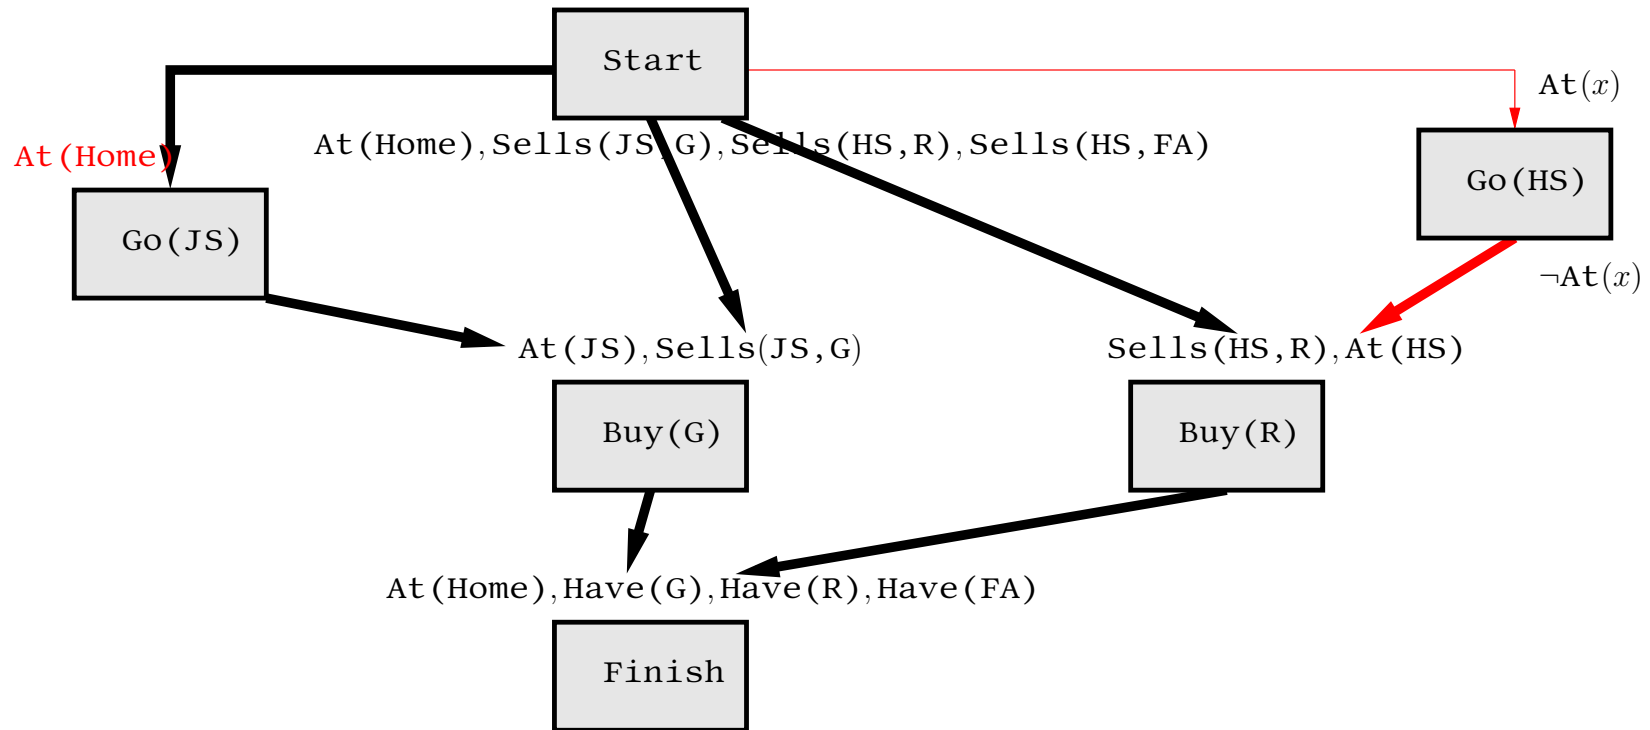 Start
At(x)
At(Home)
At(Home),Sells(JS,G),Sells(HS,R),Sells(HS,FA)
Go(HS)
Go(JS)
¬At(x)
At(JS),Sells(JS,G)
Sells(HS,R),At(HS)
Buy(G)
Buy(R)
At(Home),Have(G),Have(R),Have(FA)
Finish